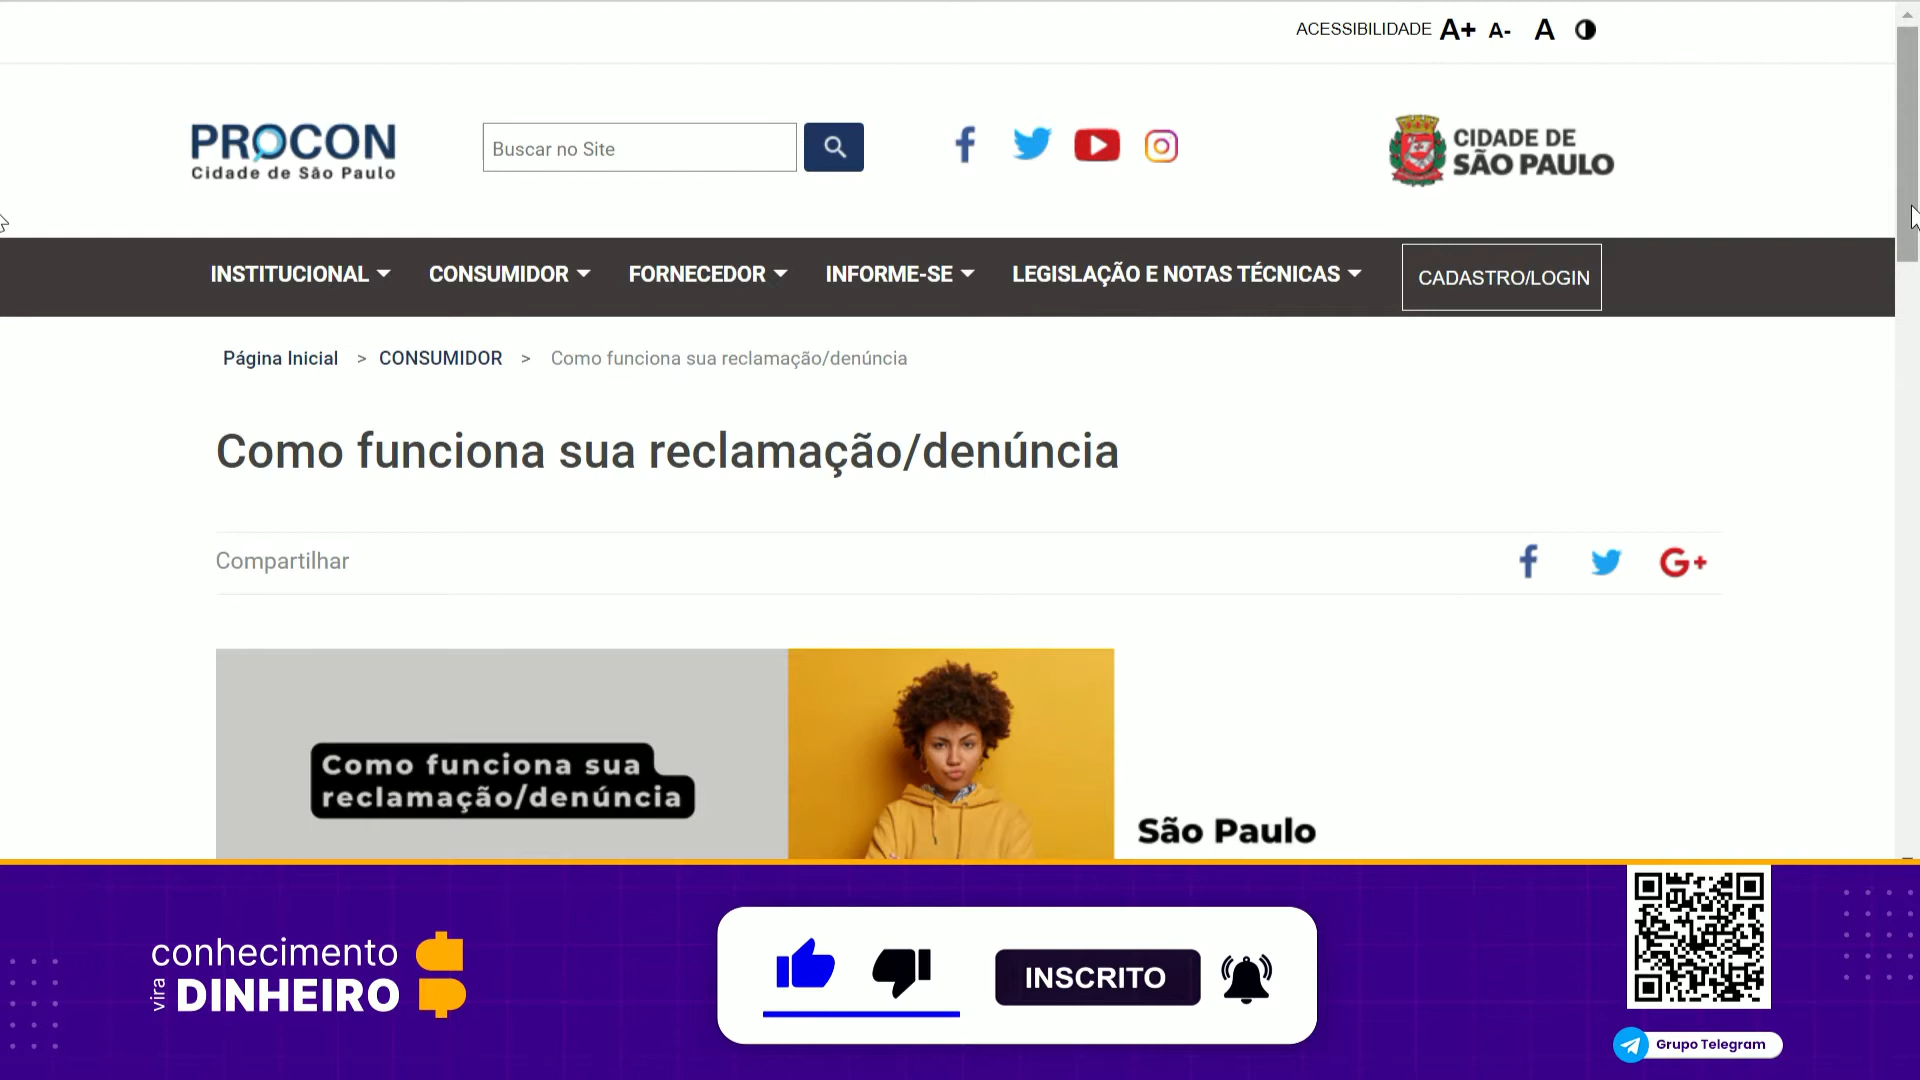 ACESSIBILIDADE A+ A- A
PROCON
Cidade de São Paulo
Buscar no Site
CIDADE DE
SÃO PAULO
INSTITUCIONAL CONSUMIDOR FORNECEDOR INFORME-SE LEGISLAÇÃO E NOTAS TÉCNICAS CADASTRO/LOGIN
Página Inicial > CONSUMIDOR > Como funciona sua reclamação/denúncia
Como funciona sua reclamação/denúncia
Compartilhar
G+
Como funciona sua
reclamação/denúncia
São Paulo
conhecimento
vira DINHEIRO
INSCRITO
Grupo Telegram